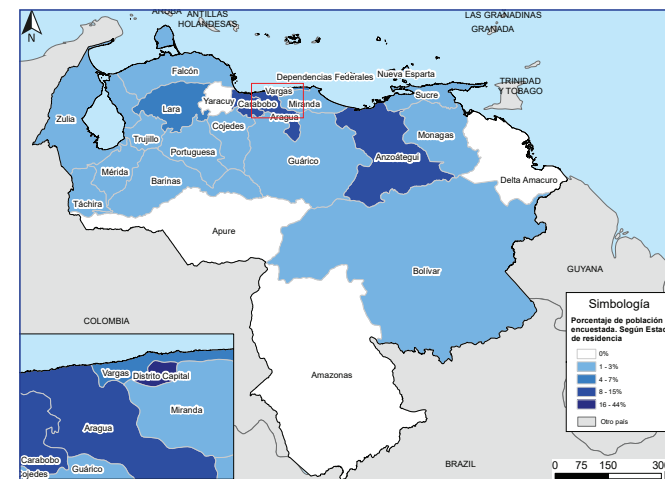 ARUBA
ANTILLAS
HOLANDESAS
LAS GRANADINAS
GRANADA
N
Falcón
Vargas
Dependencias Federales
Nueva Esparta
TRINIDAD
Y TOBAGO
Zulia
Lara
Yaracuy
Carabobo
Miranda
Sucre
Aragua
Cojedes
Trujillo
Portuguesa
Monagas
Guárico
Anzoátegui
Mérida
Barinas
Delta Amacuro
Táchira
Apure
Bolívar
GUYANA
COLOMBIA
Amazonas
BRAZIL
Simbología
Porcentaje de población
encuestada. Según Estad
de residencia
0%
1 - 3%
4 - 7%
8 - 15%
16 - 44%
Otro país
Vargas
Distrito Capital
Miranda
Aragua
Carabobo
ojedes
Guárico
0 75 150 300